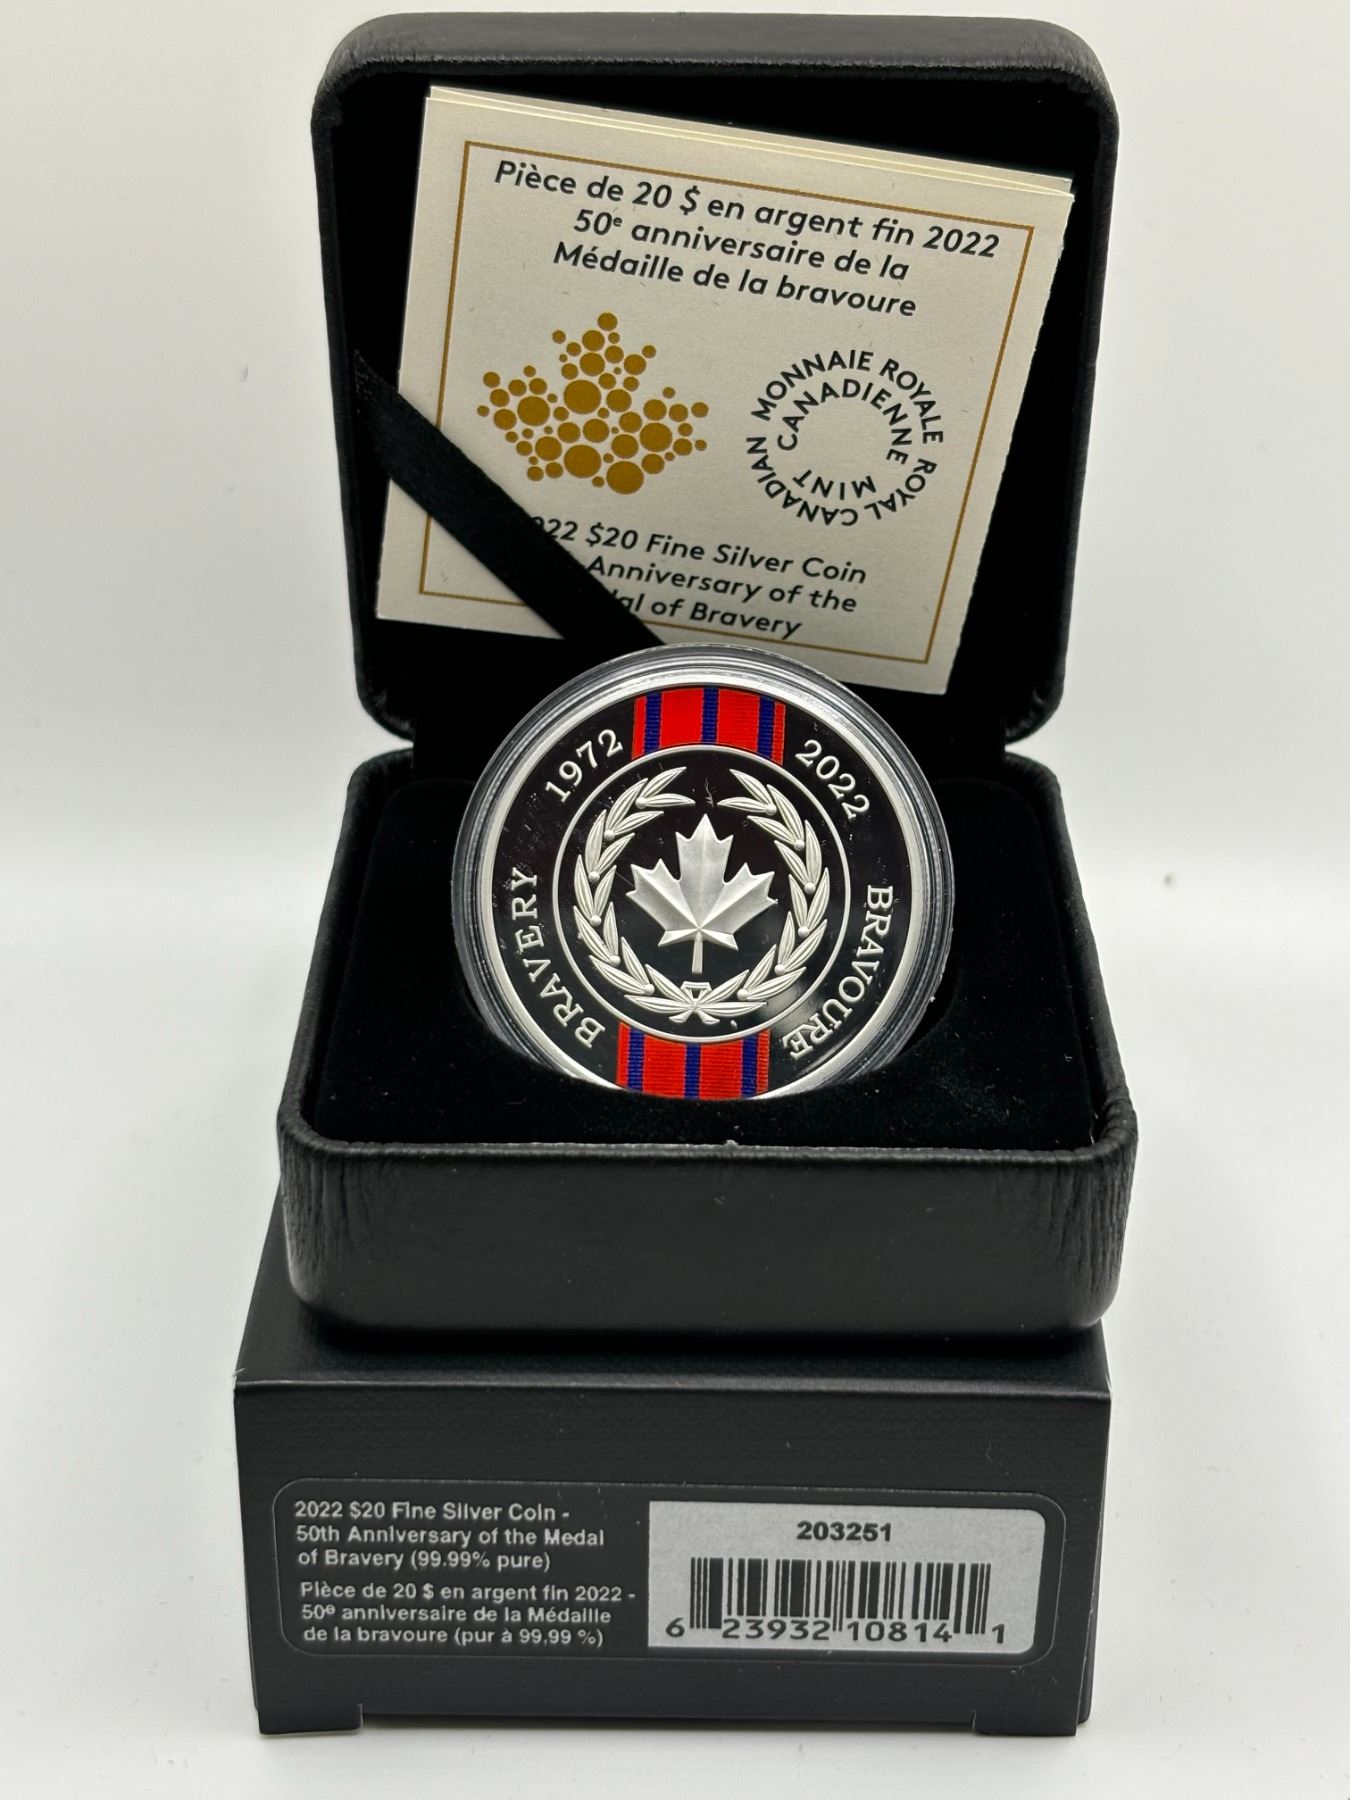 Pièce de 20 $ en argent fin 2022
50e anniversaire de la
Médaille de la bravoure
MONNAIE ROYALE CANADIENNE
ROYAL CANADIAN MINT
$20 Fine Silver Coin
Anniversary of the
of Bravery
1972 2022
BRAVERY BRAVOURE
2022 $20 Fine Silver Coin -
50th Anniversary of the Medal
of Bravery (99.99% pure)
Pièce de 20 $ en argent fin 2022 -
50e anniversaire de la Médaille
de la bravoure (pur à 99,99 %)
203251
6 23932 10814 1